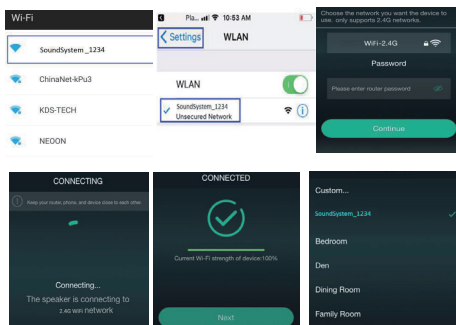 Wi-Fi
SoundSystem_1234
ChinaNet-kPu3
KDS-TECH
NEOON
Pla... 10:53 AM
Settings WLAN
WLAN
SoundSystem_1234
Unsecured Network
Choose the network you want the device to
use. only supports 2.4G networks.
WiFi-2.4G
Password
Please enter router password
Continue
CONNECTING
1 Keep your router, phone, and device close to each other.
Connecting...
The speaker is connecting to
2.4G WiFi network
CONNECTED
Current Wi-Fi strength of device:100%
Next
Custom...
SoundSystem_1234
Bedroom
Den
Dining Room
Family Room